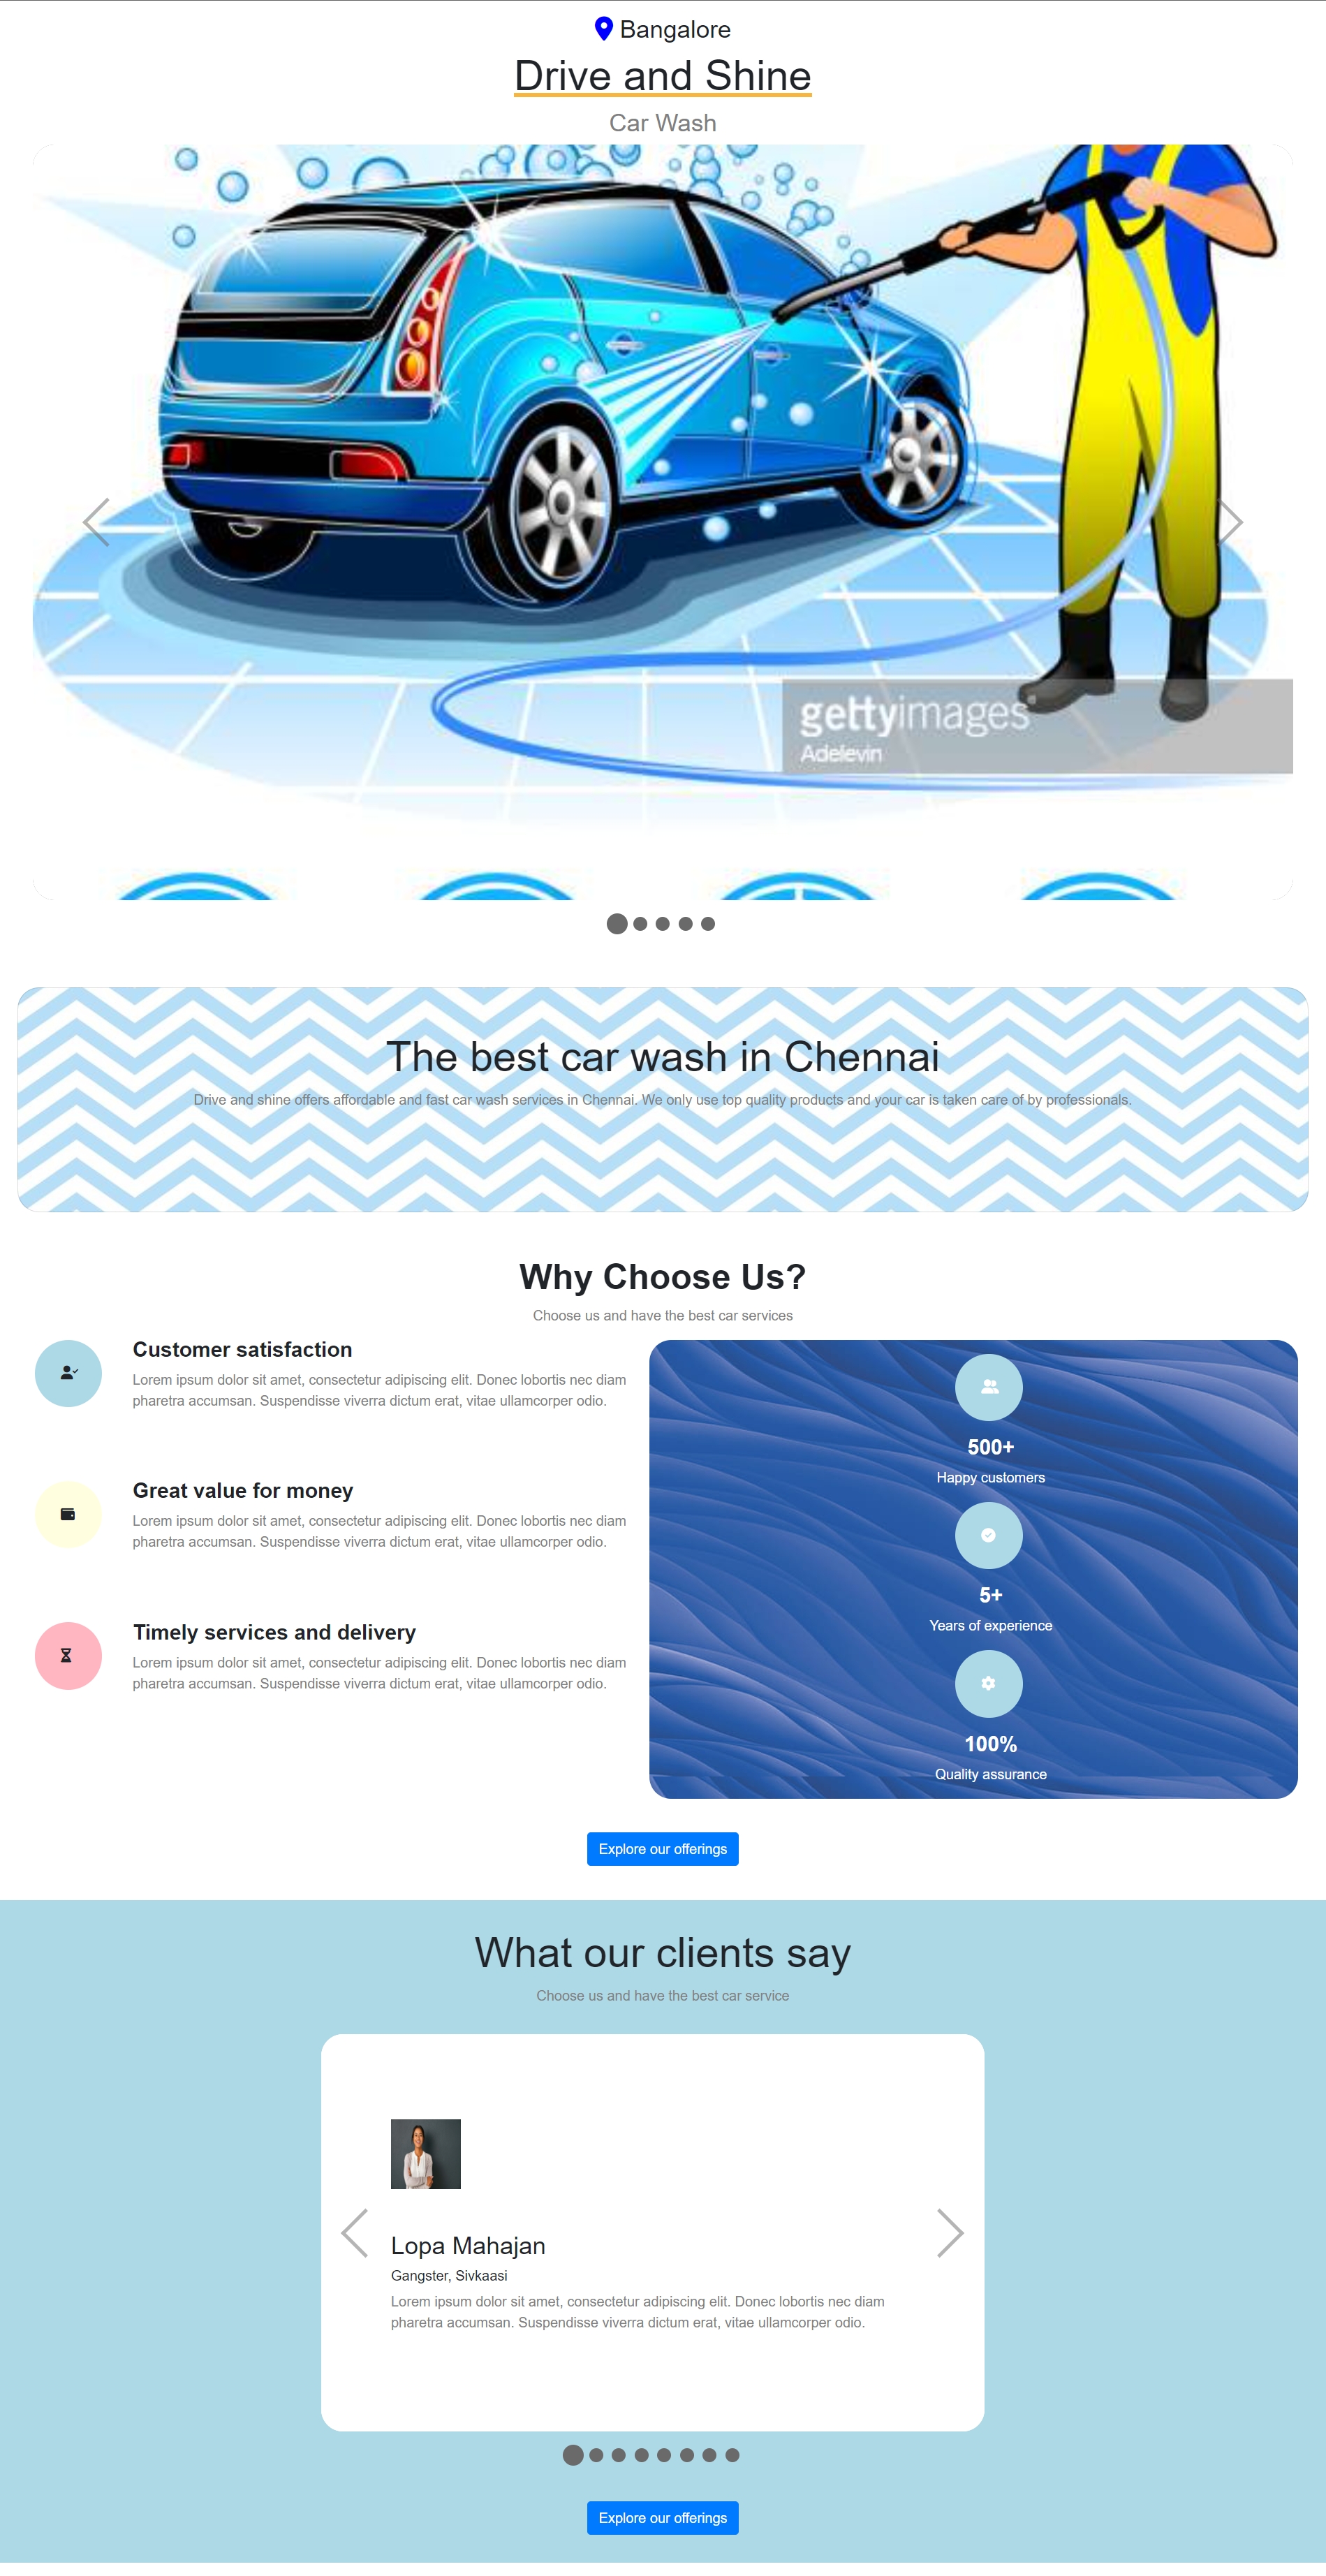 Bangalore
Drive and Shine
Car Wash
gettyimages®
Adelevin
The best car wash in Chennai
Drive and shine offers affordable and fast car wash services in Chennai. We only use top quality products and your car is taken care of by professionals.
Why Choose Us?
Choose us and have the best car services
Customer satisfaction
Lorem ipsum dolor sit amet, consectetur adipiscing elit. Donec lobortis nec diam
pharetra accumsan. Suspendisse viverra dictum erat, vitae ullamcorper odio.
Great value for money
Lorem ipsum dolor sit amet, consectetur adipiscing elit. Donec lobortis nec diam
pharetra accumsan. Suspendisse viverra dictum erat, vitae ullamcorper odio.
Timely services and delivery
Lorem ipsum dolor sit amet, consectetur adipiscing elit. Donec lobortis nec diam
pharetra accumsan. Suspendisse viverra dictum erat, vitae ullamcorper odio.
500+
Happy customers
5+
Years of experience
100%
Quality assurance
Explore our offerings
What our clients say
Choose us and have the best car service
Lopa Mahajan
Gangster, Sivkaasi
Lorem ipsum dolor sit amet, consectetur adipiscing elit. Donec lobortis nec diam
pharetra accumsan. Suspendisse viverra dictum erat, vitae ullamcorper odio.
Explore our offerings